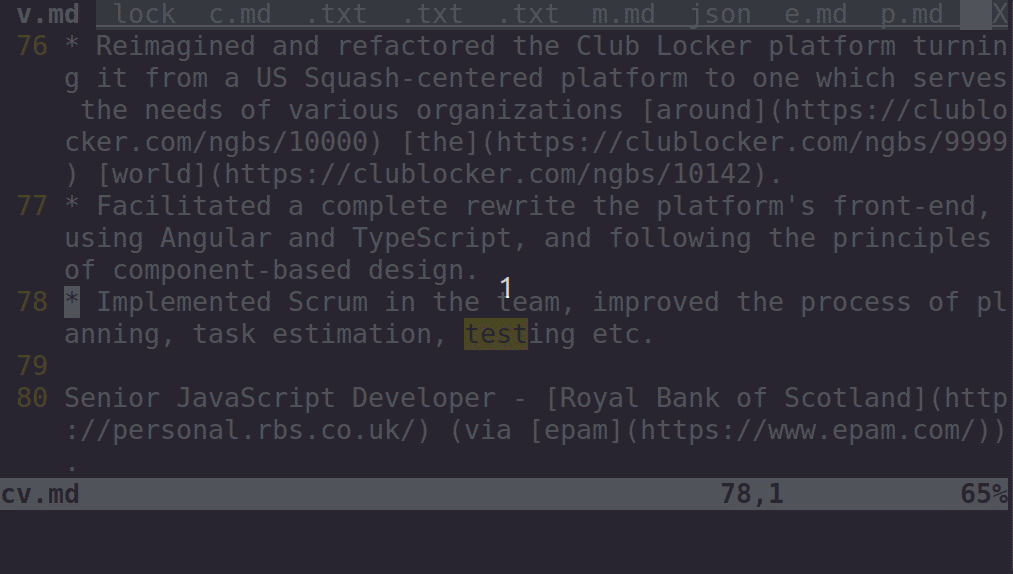 v.md lock c.md .txt .txt .txt m.md json e.md p.md X
76 * Reimagined and refactored the Club Locker platform turnin
g it from a US Squash-centered platform to one which serves
the needs of various organizations [around](https://clublo
cker.com/ngbs/10000) [the](https://clublocker.com/ngbs/9999
) [world](https://clublocker.com/ngbs/10142).
77 * Facilitated a complete rewrite the platform's front-end,
using Angular and TypeScript, and following the principles
of component-based design.
1
78 * Implemented Scrum in the team, improved the process of pl
anning, task estimation, testing etc.
79
80 Senior JavaScript Developer - [Royal Bank of Scotland](http
://personal.rbs.co.uk/) (via [epam](https://www.epam.com/))
.
cv.md 78,1 65%